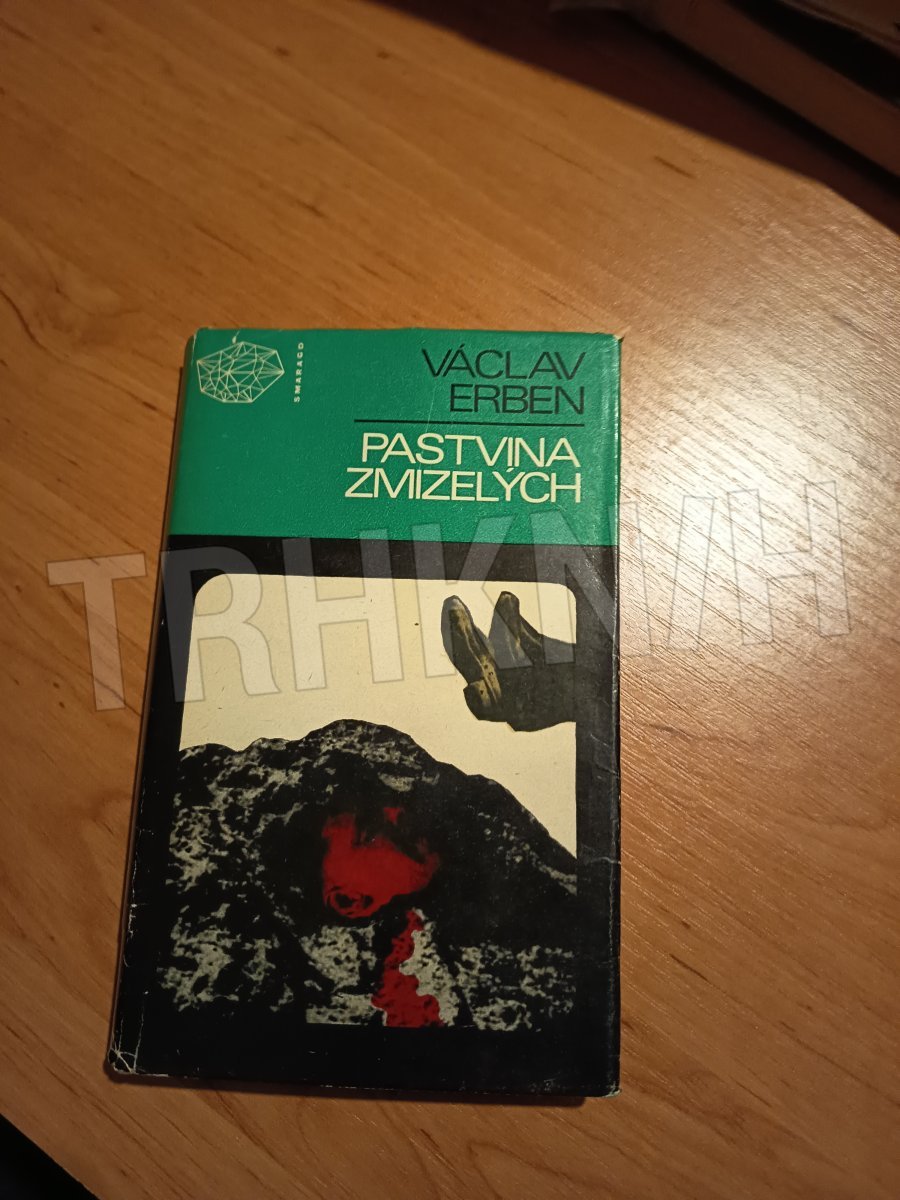 SMARAGD
VÁCLAV
ERBEN
PASTVINA
ZMIZELÝCH
TRHKNIH